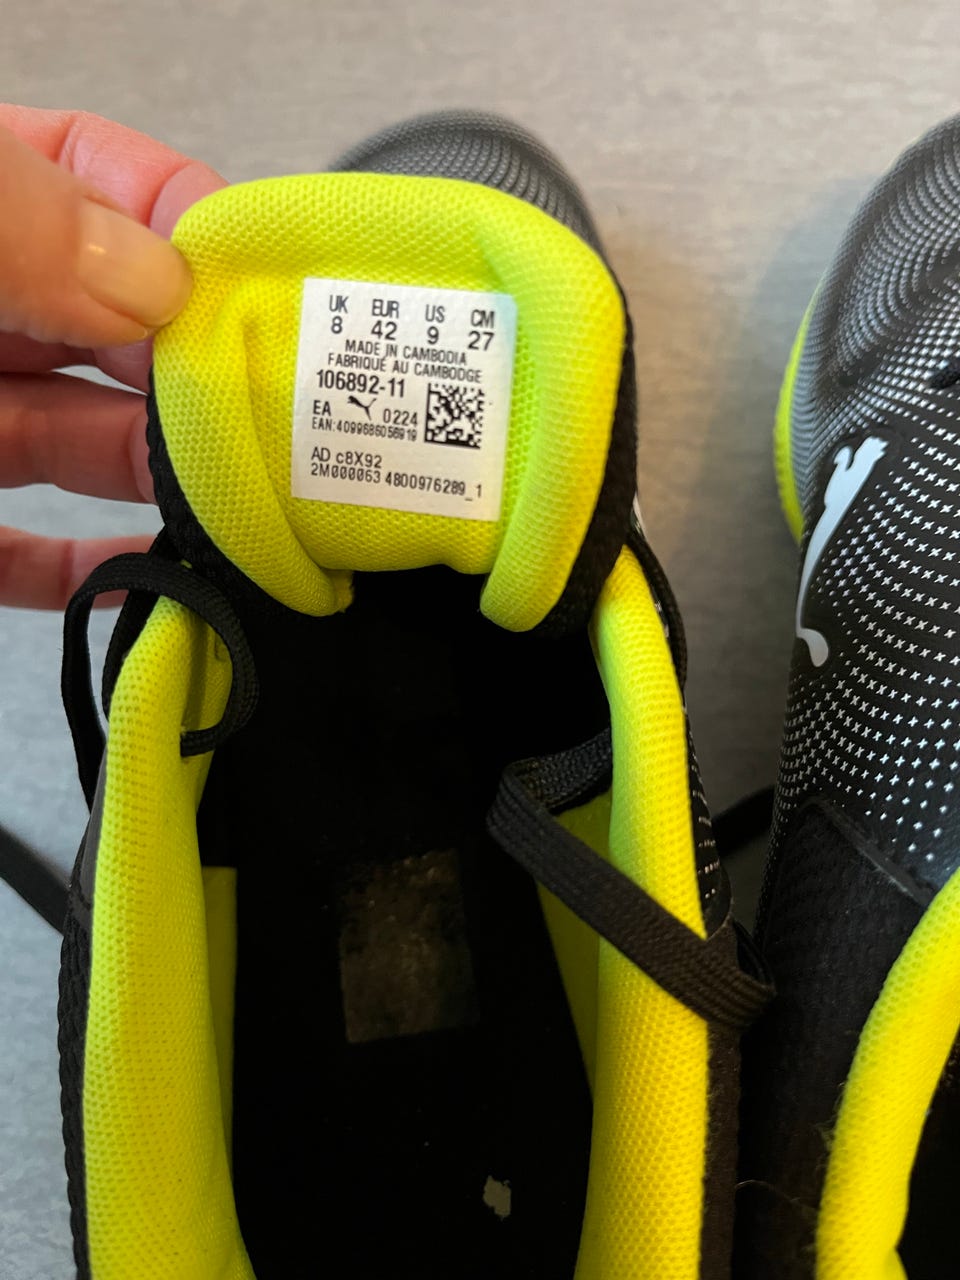 UK EUR US CM
8 42 9 27
MADE IN CAMBODIA
FABRIQUÉ AU CAMBODGE
106892-11
EA 0224
EAN:4099686056919
AD c8X92
2M000063 4800976289_1